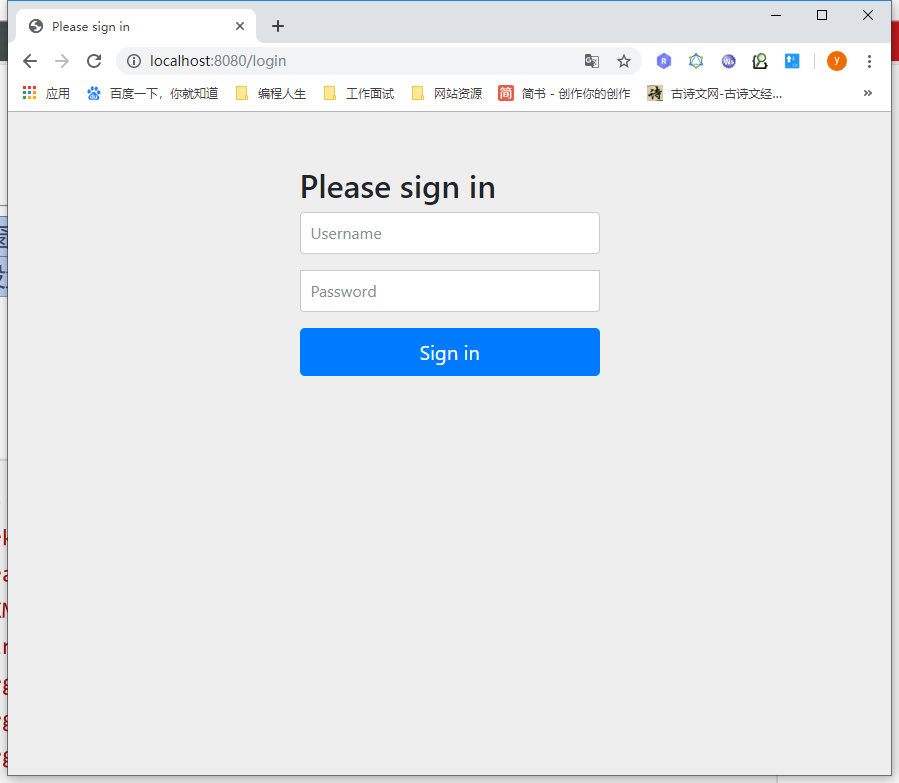 Please sign in
localhost:8080/login
y
应用
百度一下，你就知道
编程人生
工作面试
网站资源
简
简书 - 创作你的创作
诗
古诗文网-古诗文经...
»
Please sign in
Username
Password
Sign in